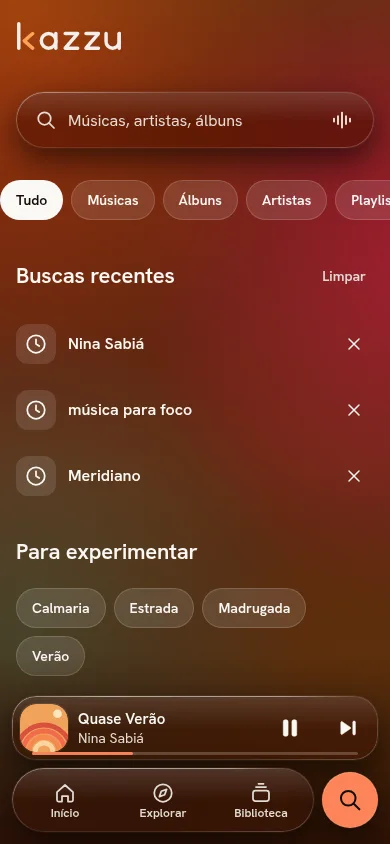 kazzu
Músicas, artistas, álbuns
Tudo Músicas Álbuns Artistas Playlis
Buscas recentes Limpar
Nina Sabiá
música para foco
Meridiano
Para experimentar
Calmaria Estrada Madrugada
Verão
Quase Verão
Nina Sabiá
Início Explorar Biblioteca